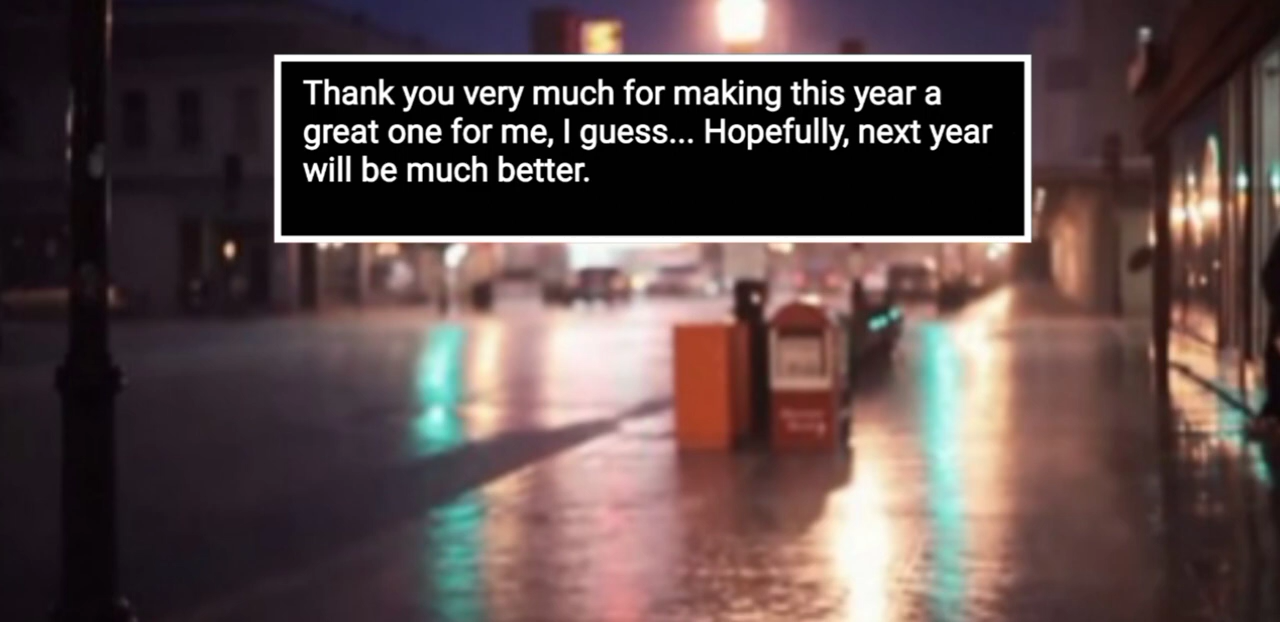 Thank you very much for making this year a
great one for me, I guess... Hopefully, next year
will be much better.